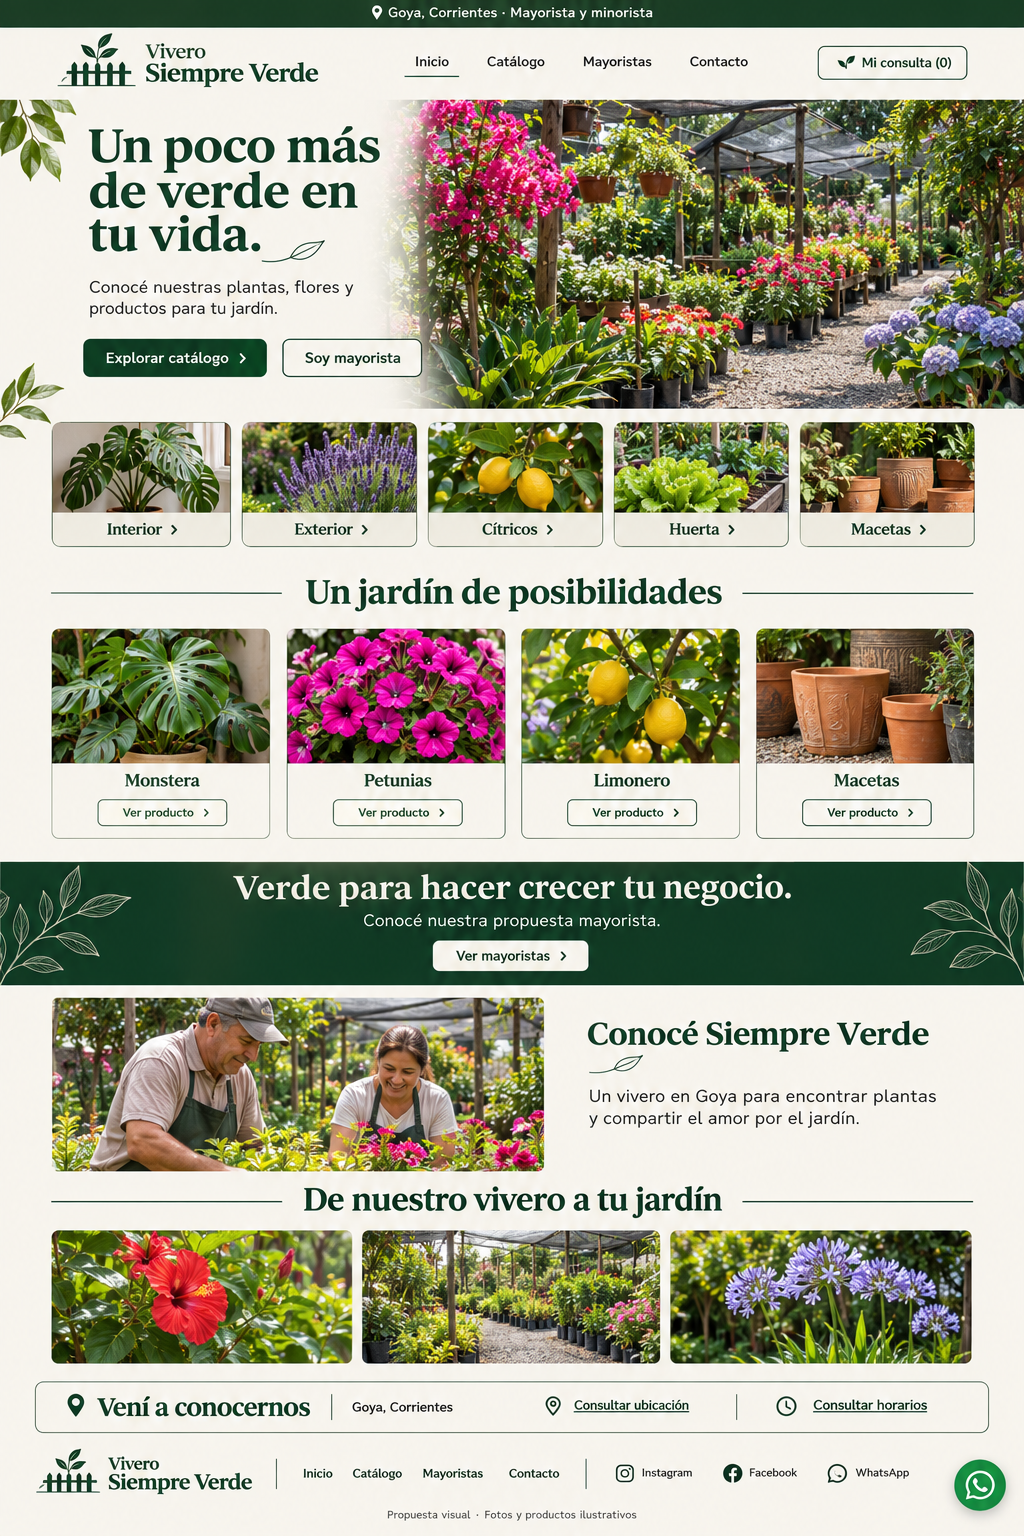 Goya, Corrientes · Mayorista y minorista
Vivero
Siempre Verde
Inicio
Catálogo
Mayoristas
Contacto
Mi consulta (0)
Un poco más
de verde en
tu vida.
Conocé nuestras plantas, flores y
productos para tu jardín.
Explorar catálogo
Soy mayorista
Interior
Exterior
Cítricos
Huerta
Macetas
Un jardín de posibilidades
Monstera
Petunias
Limonero
Macetas
Ver producto
Ver producto
Ver producto
Ver producto
Verde para hacer crecer tu negocio.
Conocé nuestra propuesta mayorista.
Ver mayoristas
Conocé Siempre Verde
Un vivero en Goya para encontrar plantas
y compartir el amor por el jardín.
De nuestro vivero a tu jardín
Vení a conocernos
Goya, Corrientes
Consultar ubicación
Consultar horarios
Vivero
Siempre Verde
Inicio
Catálogo
Mayoristas
Contacto
Instagram
Facebook
WhatsApp
Propuesta visual · Fotos y productos ilustrativos